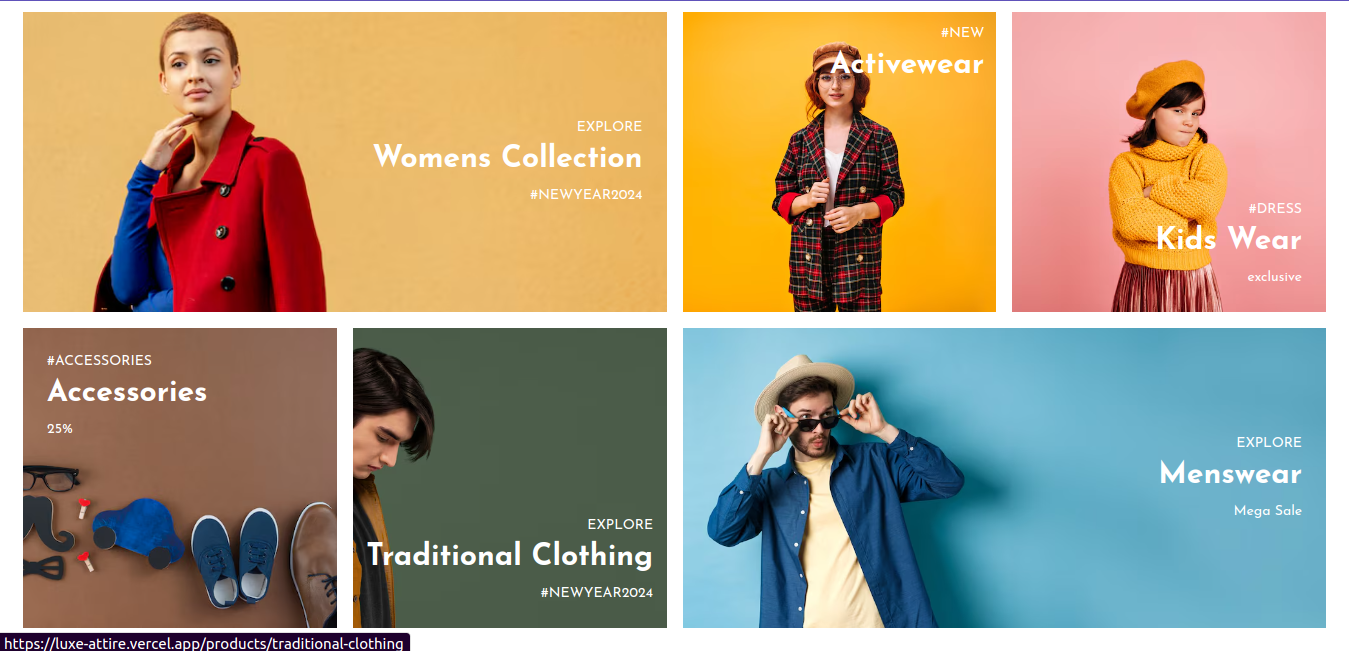 EXPLORE
Womens Collection
#NEWYEAR2024
#NEW
Activewear
#DRESS
Kids Wear
exclusive
#ACCESSORIES
Accessories
25%
EXPLORE
Traditional Clothing
#NEWYEAR2024
EXPLORE
Menswear
Mega Sale
https://luxe-attire.vercel.app/products/traditional-clothing